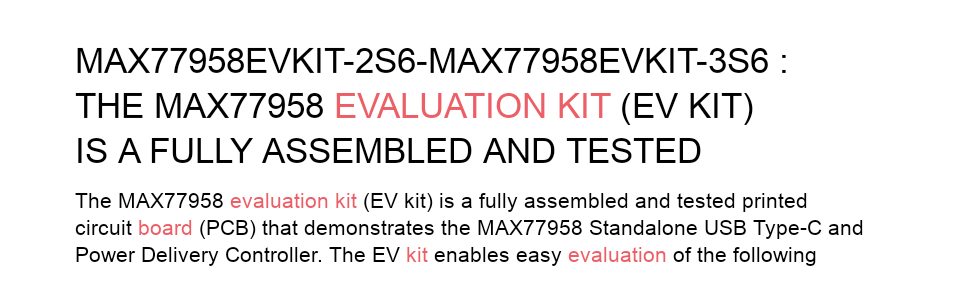 MAX77958EVKIT-2S6-MAX77958EVKIT-3S6 :
THE MAX77958 EVALUATION KIT (EV KIT)
IS A FULLY ASSEMBLED AND TESTED
The MAX77958 evaluation kit (EV kit) is a fully assembled and tested printed
circuit board (PCB) that demonstrates the MAX77958 Standalone USB Type-C and
Power Delivery Controller. The EV kit enables easy evaluation of the following